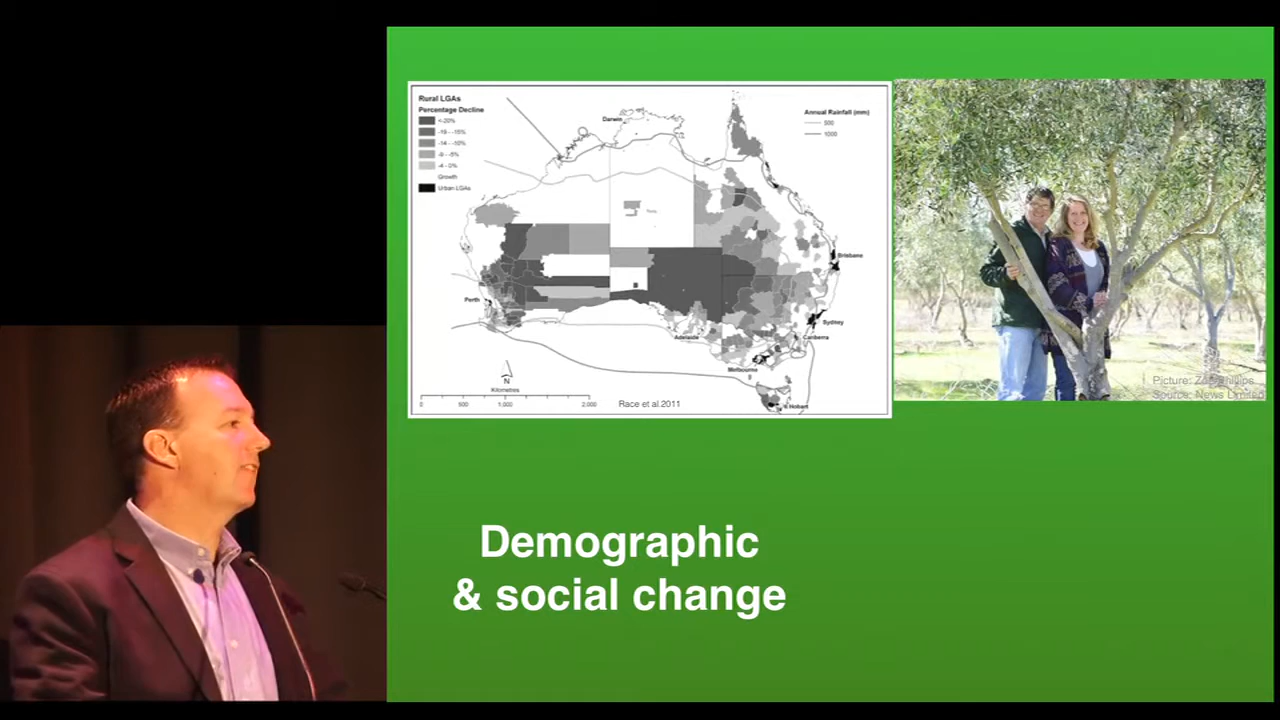 Rural LGAs
Percentage Decline
<-20%
-19 - -15%
-14 - -10%
-9 - -5%
-4 - 0%
Growth
Urban LGAs
Annual Rainfall (mm)
500
1000
Darwin
Brisbane
Perth
Sydney
Adelaide
Canberra
Melbourne
Hobart
N
Kilometres
0 500 1,000 2,000
Race et al 2011
Picture: Zoe Phillips
Source: News Limited
Demographic
& social change